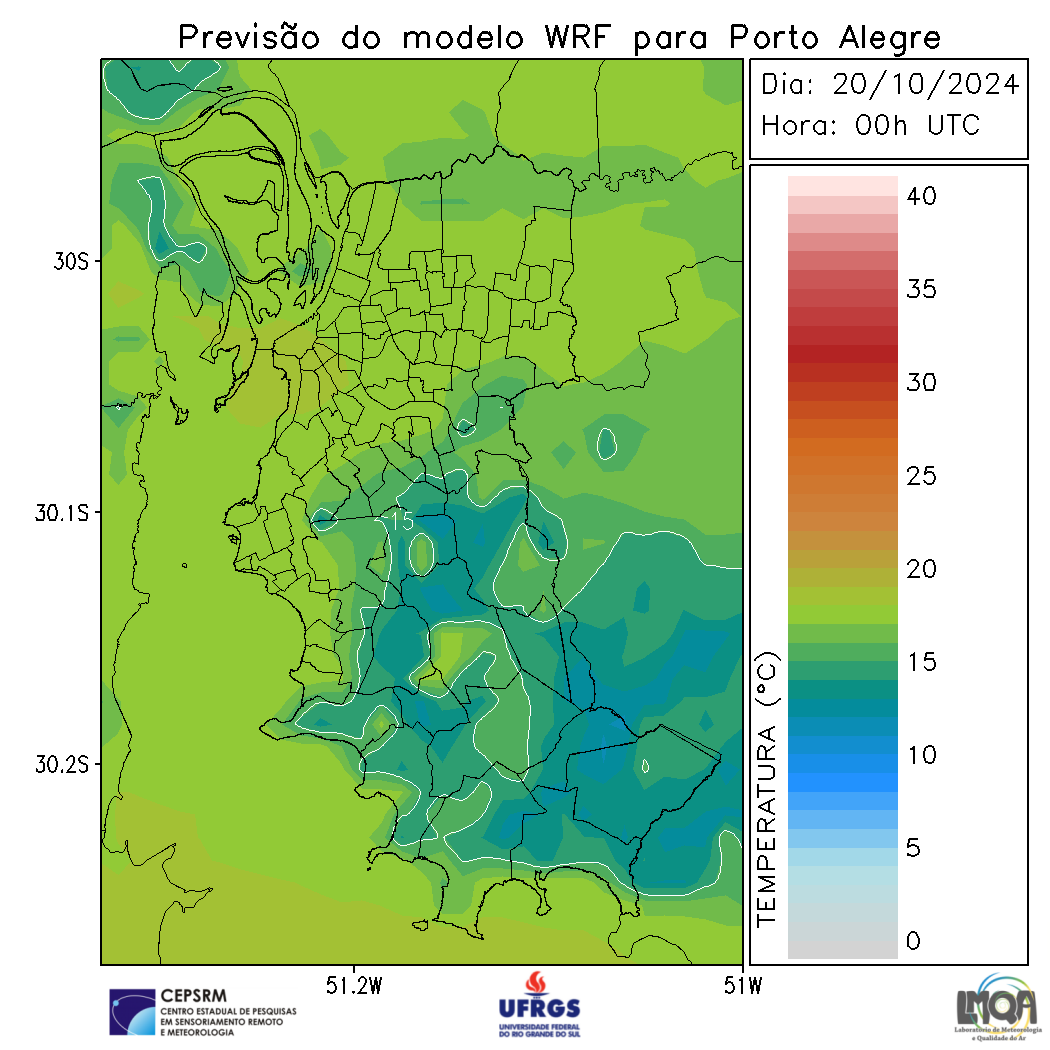 Previsão do modelo WRF para Porto Alegre
Dia: 20/10/2024
Hora: 00h UTC
40
35
30
25
20
15
10
5
0
TEMPERATURA (°C)
30S
30.1S
30.2S
15
51.2W
51W
CEPSRM
CENTRO ESTADUAL DE PESQUISAS
EM SENSORIAMENTO REMOTO
E METEOROLOGIA
UFRGS
UNIVERSIDADE FEDERAL
DO RIO GRANDE DO SUL
LMQA
Laboratório de Meteorologia
e Qualidade do Ar